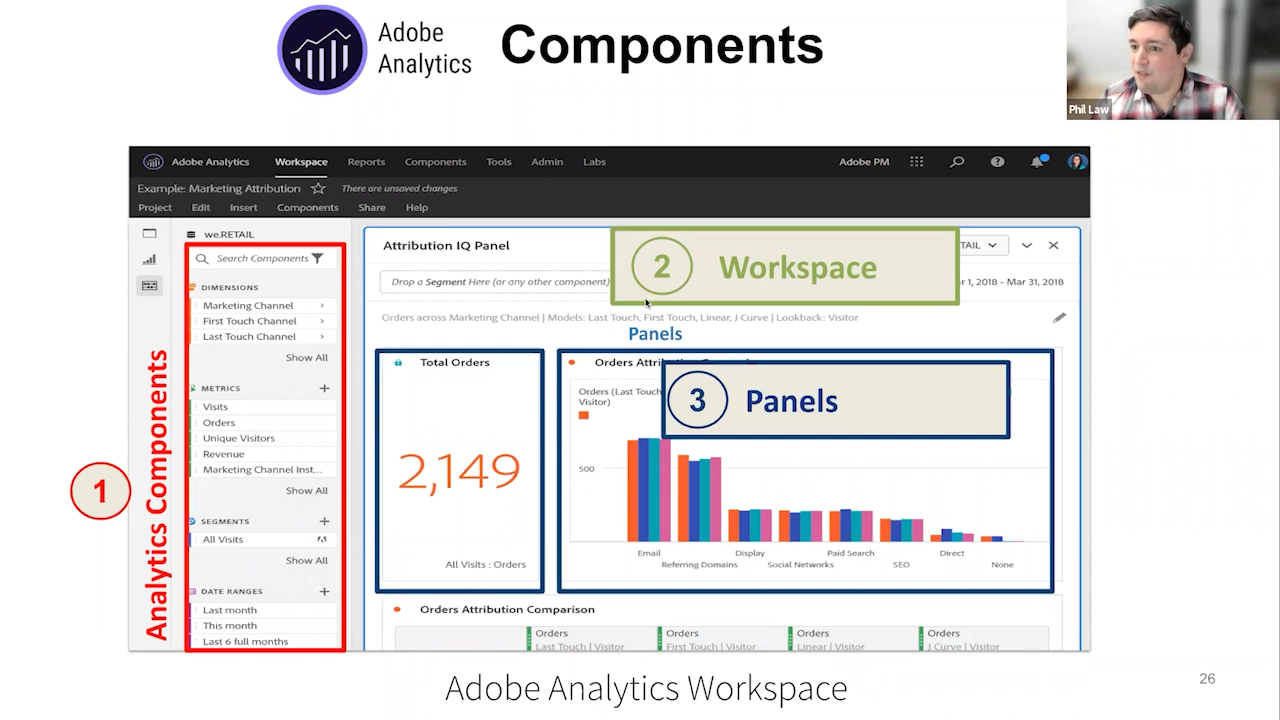 Adobe
Analytics
Components
Phil Law
Adobe Analytics
Workspace
Reports
Components
Tools
Admin
Labs
Adobe PM
Example: Marketing Attribution
There are unsaved changes
Project
Edit
Insert
Components
Share
Help
we.RETAIL
Search Components
DIMENSIONS
Marketing Channel
First Touch Channel
Last Touch Channel
Show All
METRICS
Visits
Orders
Unique Visitors
Revenue
Marketing Channel Inst...
Show All
SEGMENTS
All Visits
Show All
DATE RANGES
Last month
This month
Last 6 full months
1
Analytics Components
Attribution IQ Panel
2
Workspace
TAIL
Drop a Segment Here (or any other component)
r 1, 2018 - Mar 31, 2018
Orders across Marketing Channel | Models: Last Touch, First Touch, Linear, J Curve | Lookback: Visitor
Panels
Total Orders
2,149
All Visits : Orders
Orders
Orders (Last Touch
Visitor)
3
Panels
500
Email
Referring Domains
Display
Social Networks
Paid Search
SEO
Direct
None
Orders Attribution Comparison
Orders
Last Touch | Visitor
Orders
First Touch | Visitor
Orders
Linear | Visitor
Orders
J Curve | Visitor
Adobe Analytics Workspace
26